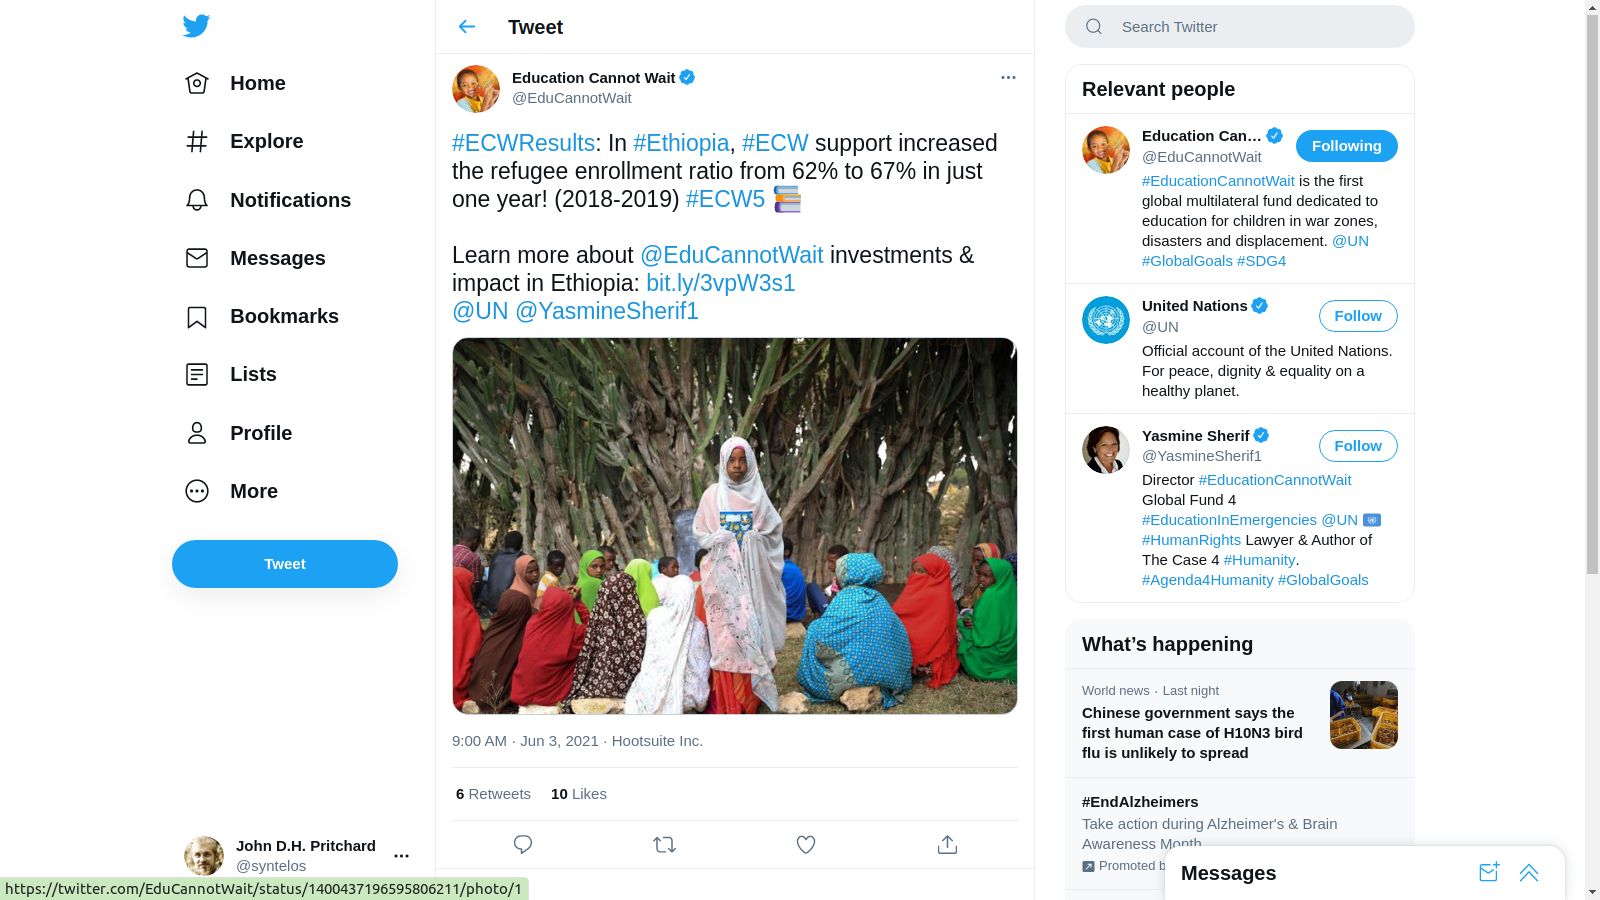 Home
Explore
Notifications
Messages
Bookmarks
Lists
Profile
More
Tweet
John D.H. Pritchard
@syntelos
https://twitter.com/EduCannotWait/status/1400437196595806211/photo/1
Tweet
Education Cannot Wait
@EduCannotWait
#ECWResults: In #Ethiopia, #ECW support increased
the refugee enrollment ratio from 62% to 67% in just
one year! (2018-2019) #ECW5
Learn more about @EduCannotWait investments &
impact in Ethiopia: bit.ly/3vpW3s1
@UN @YasmineSherif1
9:00 AM · Jun 3, 2021 · Hootsuite Inc.
6 Retweets 10 Likes
Search Twitter
Relevant people
Education Can...
@EduCannotWait
Following
#EducationCannotWait is the first
global multilateral fund dedicated to
education for children in war zones,
disasters and displacement. @UN
#GlobalGoals #SDG4
United Nations
@UN
Follow
Official account of the United Nations.
For peace, dignity & equality on a
healthy planet.
Yasmine Sherif
@YasmineSherif1
Follow
Director #EducationCannotWait
Global Fund 4
#EducationInEmergencies @UN
#HumanRights Lawyer & Author of
The Case 4 #Humanity.
#Agenda4Humanity #GlobalGoals
What's happening
World news · Last night
Chinese government says the
first human case of H10N3 bird
flu is unlikely to spread
#EndAlzheimers
Take action during Alzheimer's & Brain
Awareness Month
Promoted b
Messages